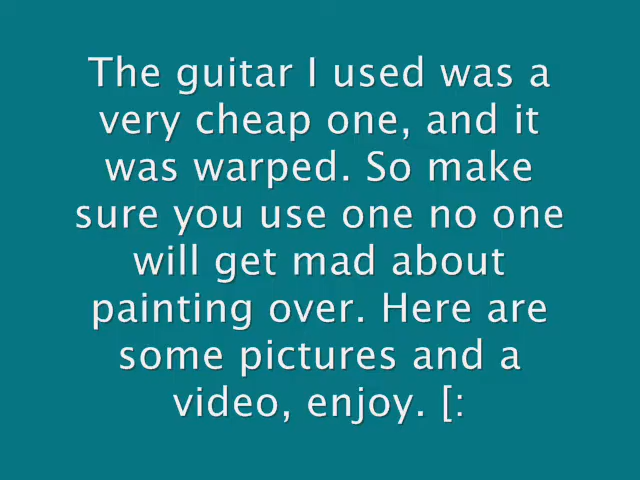 The guitar I used was a
very cheap one, and it
was warped. So make
sure you use one no one
will get mad about
painting over. Here are
some pictures and a
video, enjoy. [: